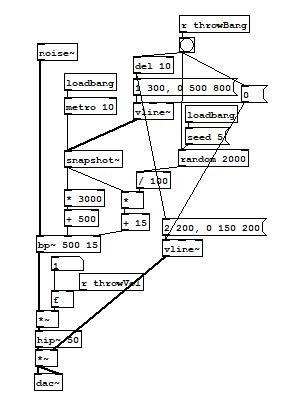 r throwBang
noise~
del 10
loadbang
1 300, 0 500 800
0
metro 10
vline~
loadbang
seed 5
snapshot~
random 2000
/ 100
* 3000
*
+ 500
+ 15
2 200, 0 150 200
bp~ 500 15
vline~
1
r throwVel
f
*~
hip~ 50
*~
dac~